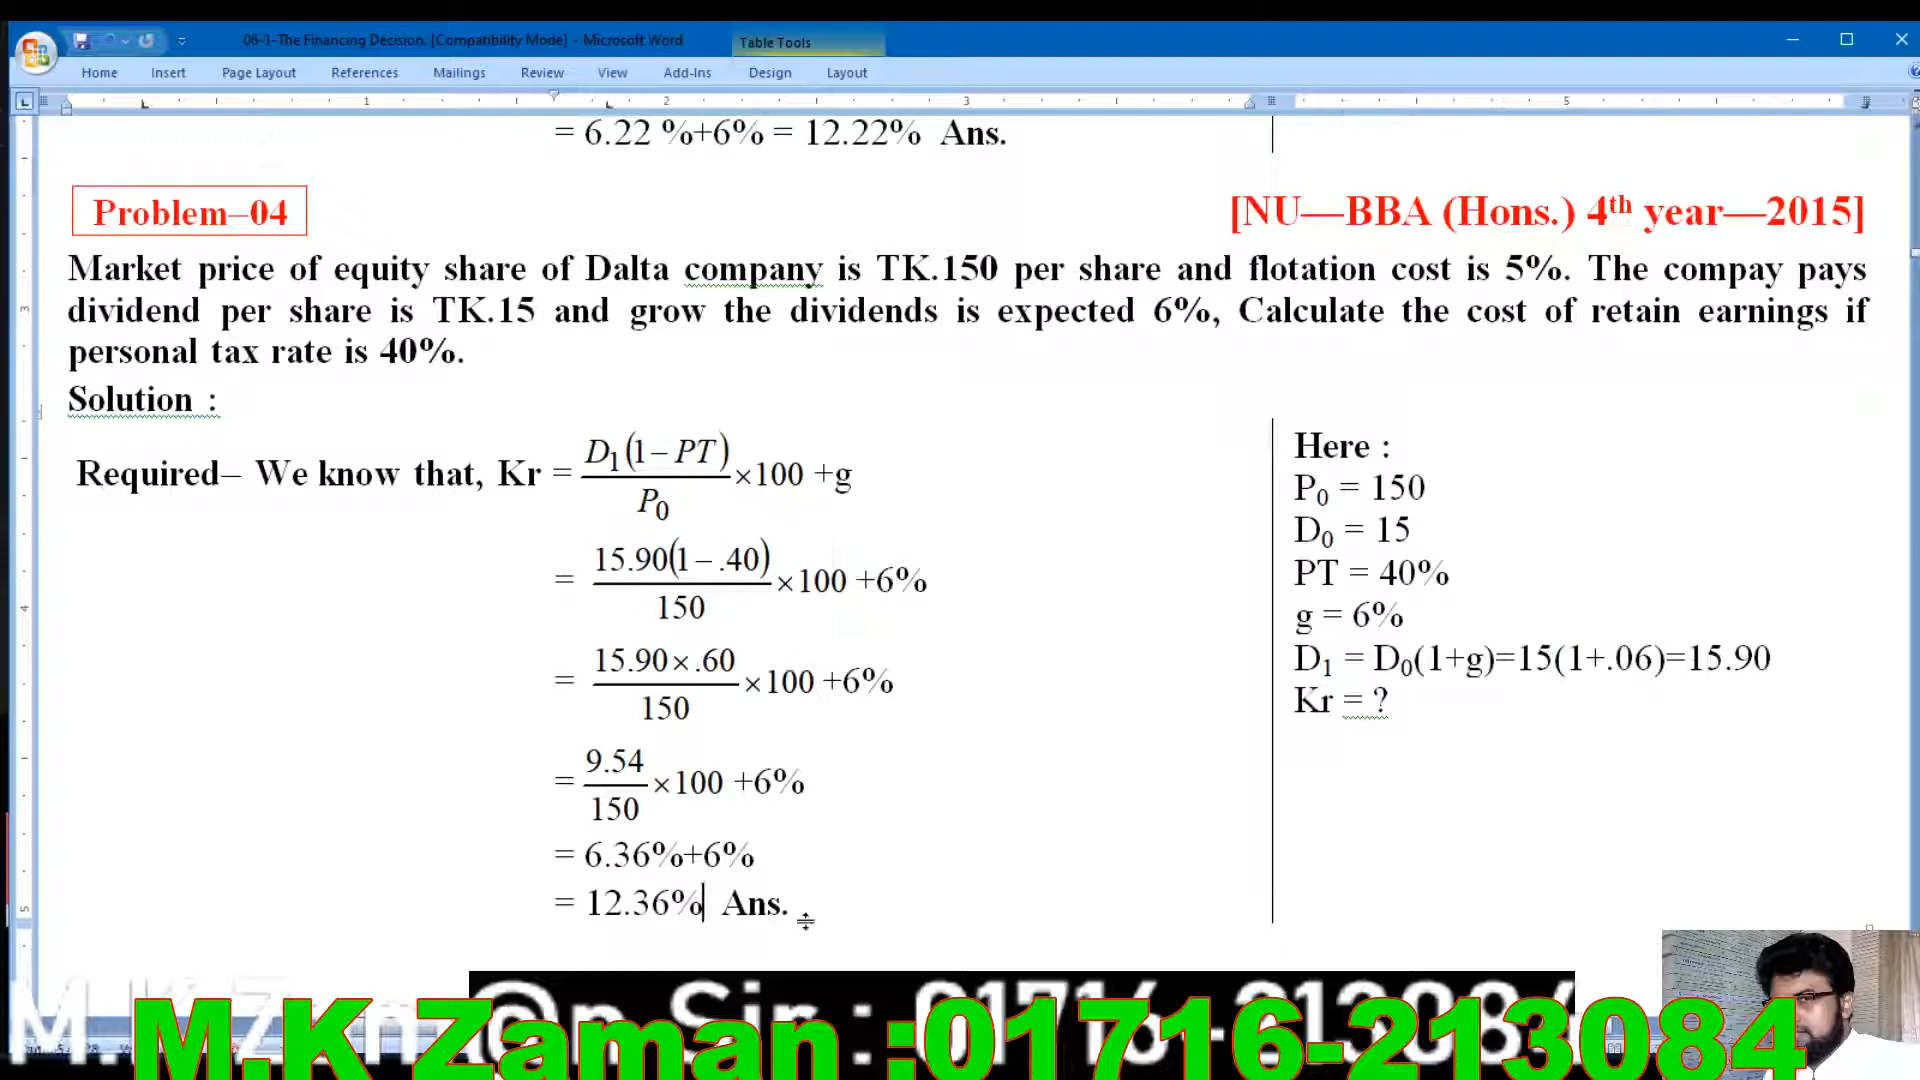 06-1-The Financing Decision. [Compatibility Mode] - Microsoft Word
Table Tools
Home Insert Page Layout References Mailings Review View Add-Ins Design Layout
1 2 3 5
= 6.22 %+6% = 12.22% Ans.
Problem–04 [NU—BBA (Hons.) 4th year—2015]
Market price of equity share of Dalta company is TK.150 per share and flotation cost is 5%. The compay pays
dividend per share is TK.15 and grow the dividends is expected 6%, Calculate the cost of retain earnings if
personal tax rate is 40%.
Solution :
Required– We know that, Kr = D₁(1−PT)/P₀ ×100 +g
= 15.90(1−.40)/150 ×100 +6%
= 15.90×.60/150 ×100 +6%
= 9.54/150 ×100 +6%
= 6.36%+6%
= 12.36% Ans.
Here :
P₀ = 150
D₀ = 15
PT = 40%
g = 6%
D₁ = D₀(1+g)=15(1+.06)=15.90
Kr = ?
3
4
5
M.K Zaman :01716-213084